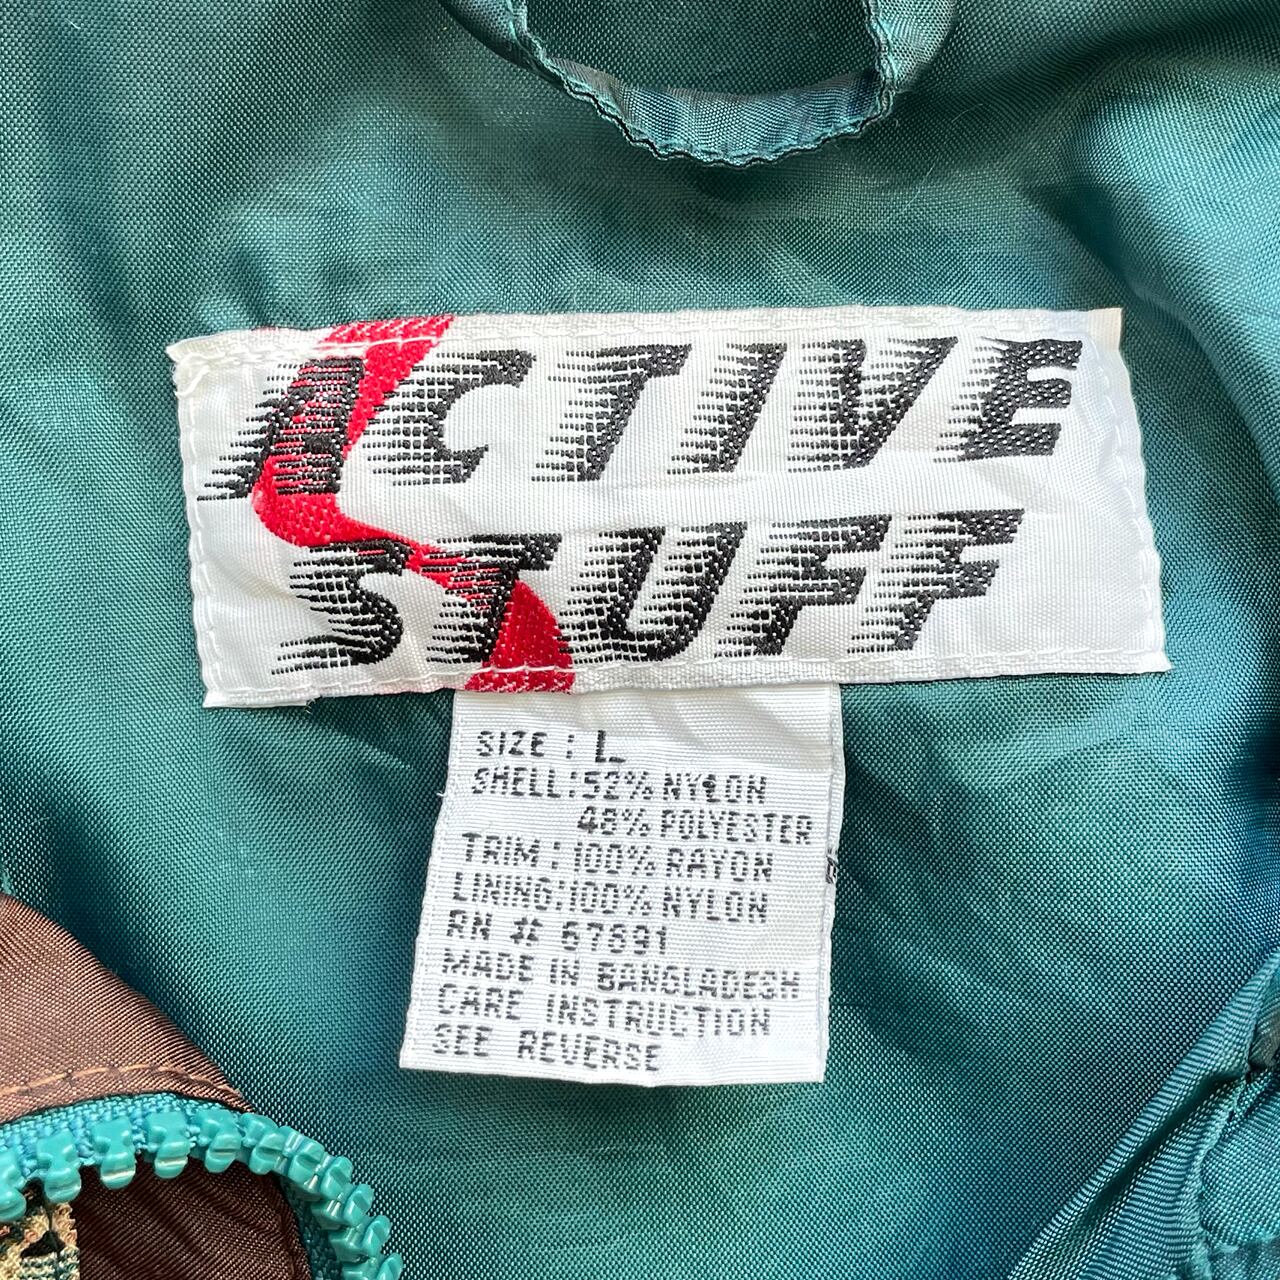 ACTIVE
STUFF
SIZE : L
SHELL:52% NYLON
48% POLYESTER
TRIM : 100% RAYON
LINING:100% NYLON
RN # 67891
MADE IN BANGLADESH
CARE INSTRUCTION
SEE REVERSE